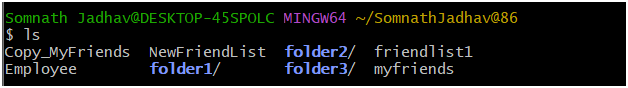 Somnath Jadhav@DESKTOP-45SPOLC MINGW64 ~/SomnathJadhav@86
$ ls
Copy_MyFriends  NewFriendList  folder2/  friendlist1
Employee        folder1/       folder3/  myfriends